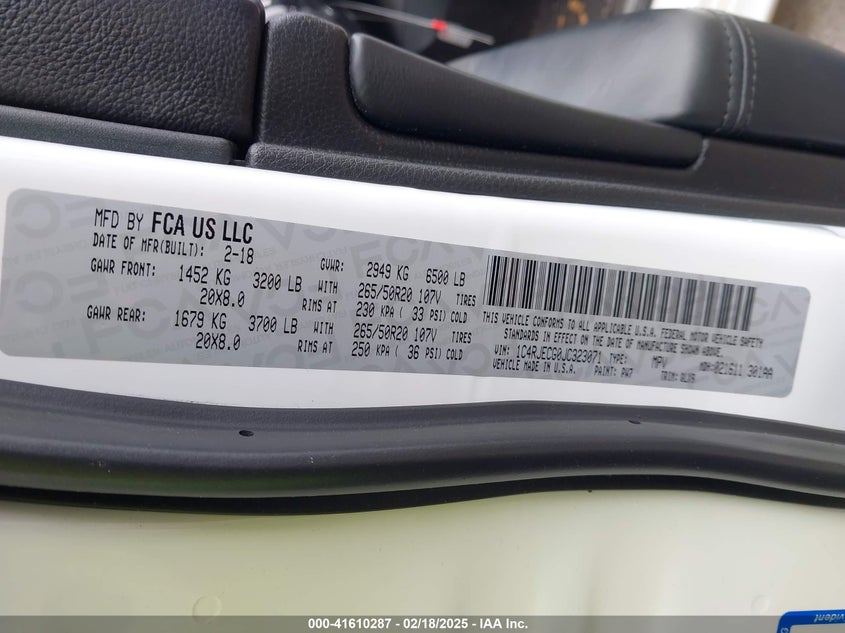 MFD BY FCA US LLC
DATE OF MFR(BUILT): 2-18
GAWR FRONT: 1452 KG 3200 LB WITH
20X8.0 RIMS AT
GAWR REAR: 1679 KG 3700 LB WITH
20X8.0 RIMS AT
GVWR: 2949 KG 6500 LB
265/50R20 107V TIRES
230 KPA ( 33 PSI) COLD
265/50R20 107V TIRES
250 KPA ( 36 PSI) COLD
THIS VEHICLE CONFORMS TO ALL APPLICABLE U.S.A. FEDERAL MOTOR VEHICLE SAFETY
STANDARDS IN EFFECT ON THE DATE OF MANUFACTURE SHOWN ABOVE.
VIN: 1C4RJECG0JC323071 TYPE: MPV MDH: 021611 301AA
VEHICLE MADE IN U.S.A. PAINT: PW7 TRIM:
000-41610287 - 02/18/2025 - IAA Inc.